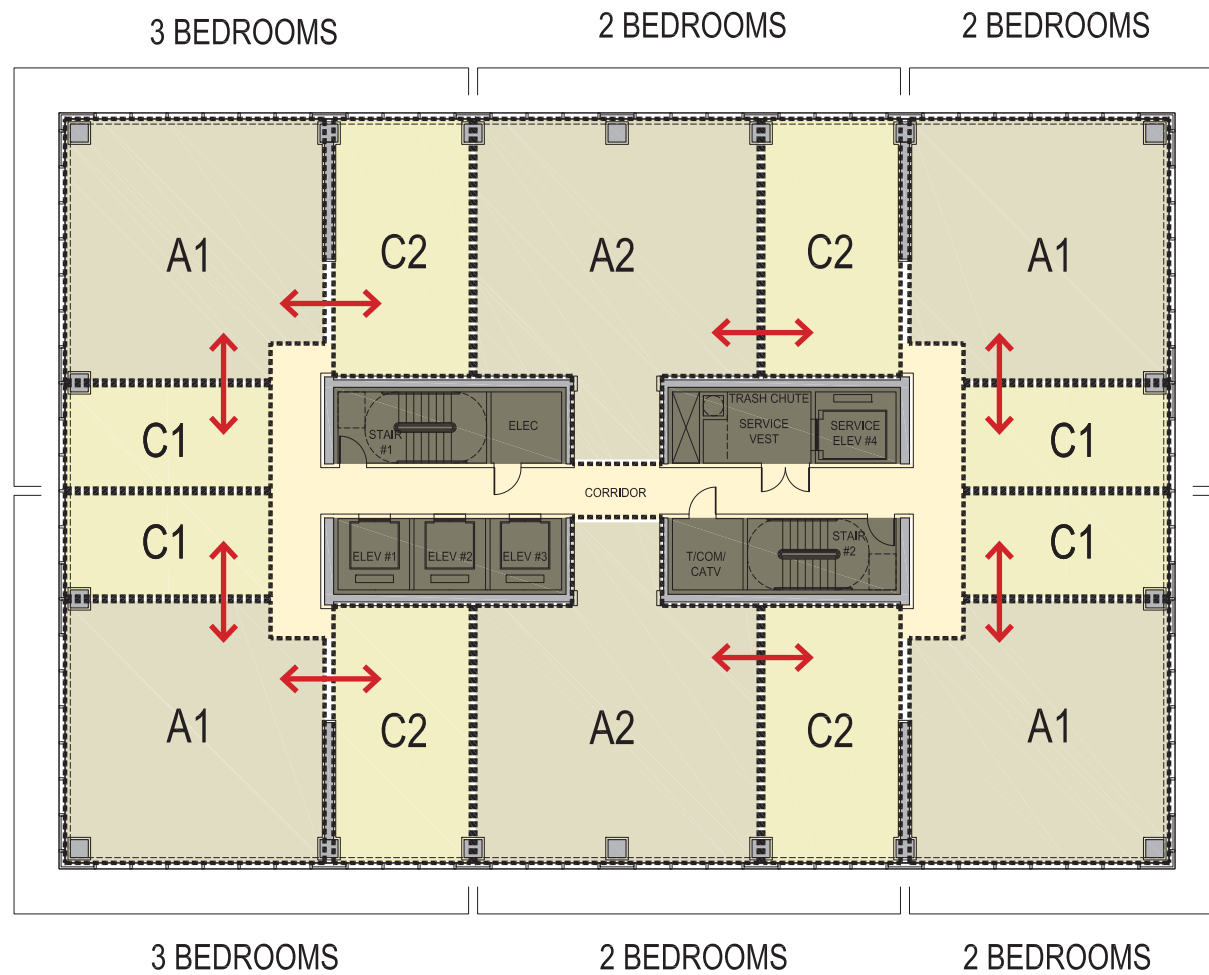 3 BEDROOMS
2 BEDROOMS
2 BEDROOMS
A1
C2
A2
C2
A1
C1
STAIR
#1
ELEC
TRASH CHUTE
SERVICE
VEST
SERVICE
ELEV #4
C1
CORRIDOR
C1
ELEV #1
ELEV #2
ELEV #3
T/COM/
CATV
STAIR
#2
C1
A1
C2
A2
C2
A1
3 BEDROOMS
2 BEDROOMS
2 BEDROOMS